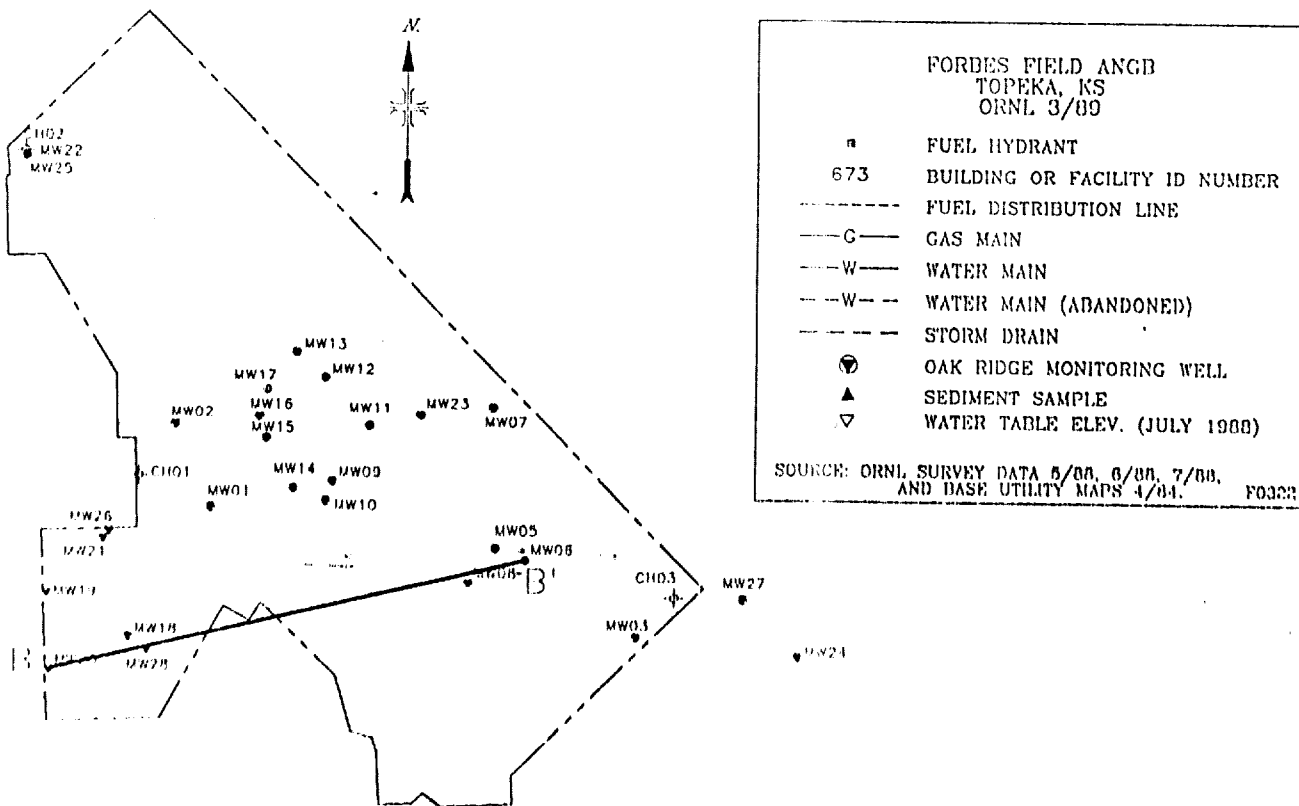 N
FORBES FIELD ANGB
TOPEKA, KS
ORNL 3/89
FUEL HYDRANT
673 BUILDING OR FACILITY ID NUMBER
FUEL DISTRIBUTION LINE
G GAS MAIN
W WATER MAIN
W WATER MAIN (ABANDONED)
STORM DRAIN
OAK RIDGE MONITORING WELL
SEDIMENT SAMPLE
WATER TABLE ELEV. (JULY 1988)
SOURCE: ORNL SURVEY DATA 5/88, 6/88, 7/88,
AND BASE UTILITY MAPS 4/84.
MW22
MW25
MW13
MW12
MW17
MW16
MW02
MW11
MW23
MW07
MW15
CH01
MW14
MW09
MW01
MW10
MW26
MW21
MW05
MW06
B'
CH03
MW27
MW19
MW18
MW03
MW24
B
MW28